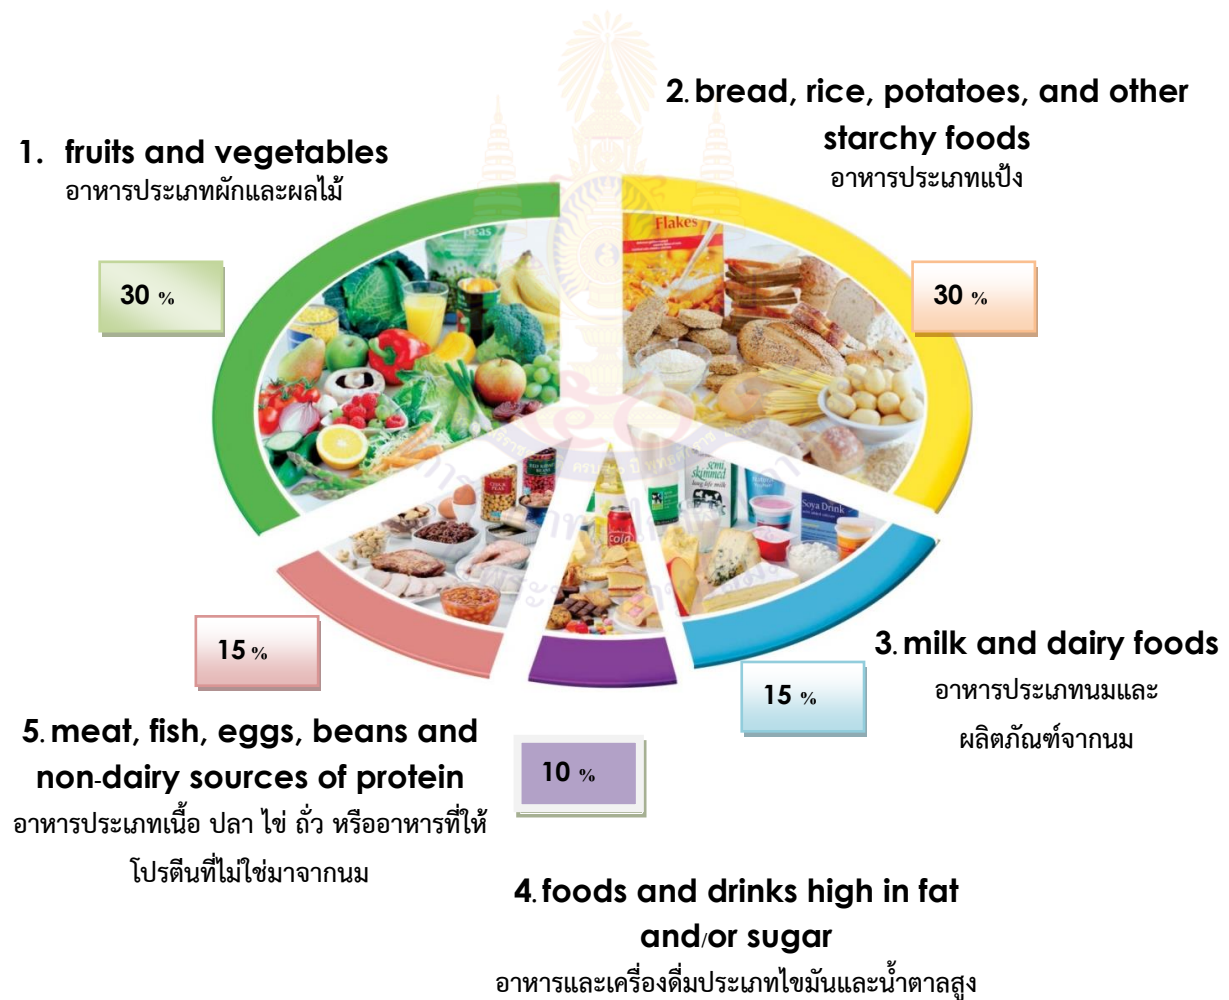 2. bread, rice, potatoes, and other
starchy foods
อาหารประเภทแป้ง
1. fruits and vegetables
อาหารประเภทผักและผลไม้
30 %
30 %
peas
Flakes
semi
skimmed
long life milk
Soya Drink
cola
15 %
3. milk and dairy foods
อาหารประเภทนมและ
ผลิตภัณฑ์จากนม
15 %
5. meat, fish, eggs, beans and
non-dairy sources of protein
อาหารประเภทเนื้อ ปลา ไข่ ถั่ว หรืออาหารที่ให้
โปรตีนที่ไม่ใช่มาจากนม
10 %
4. foods and drinks high in fat
and/or sugar
อาหารและเครื่องดื่มประเภทไขมันและน้ำตาลสูง